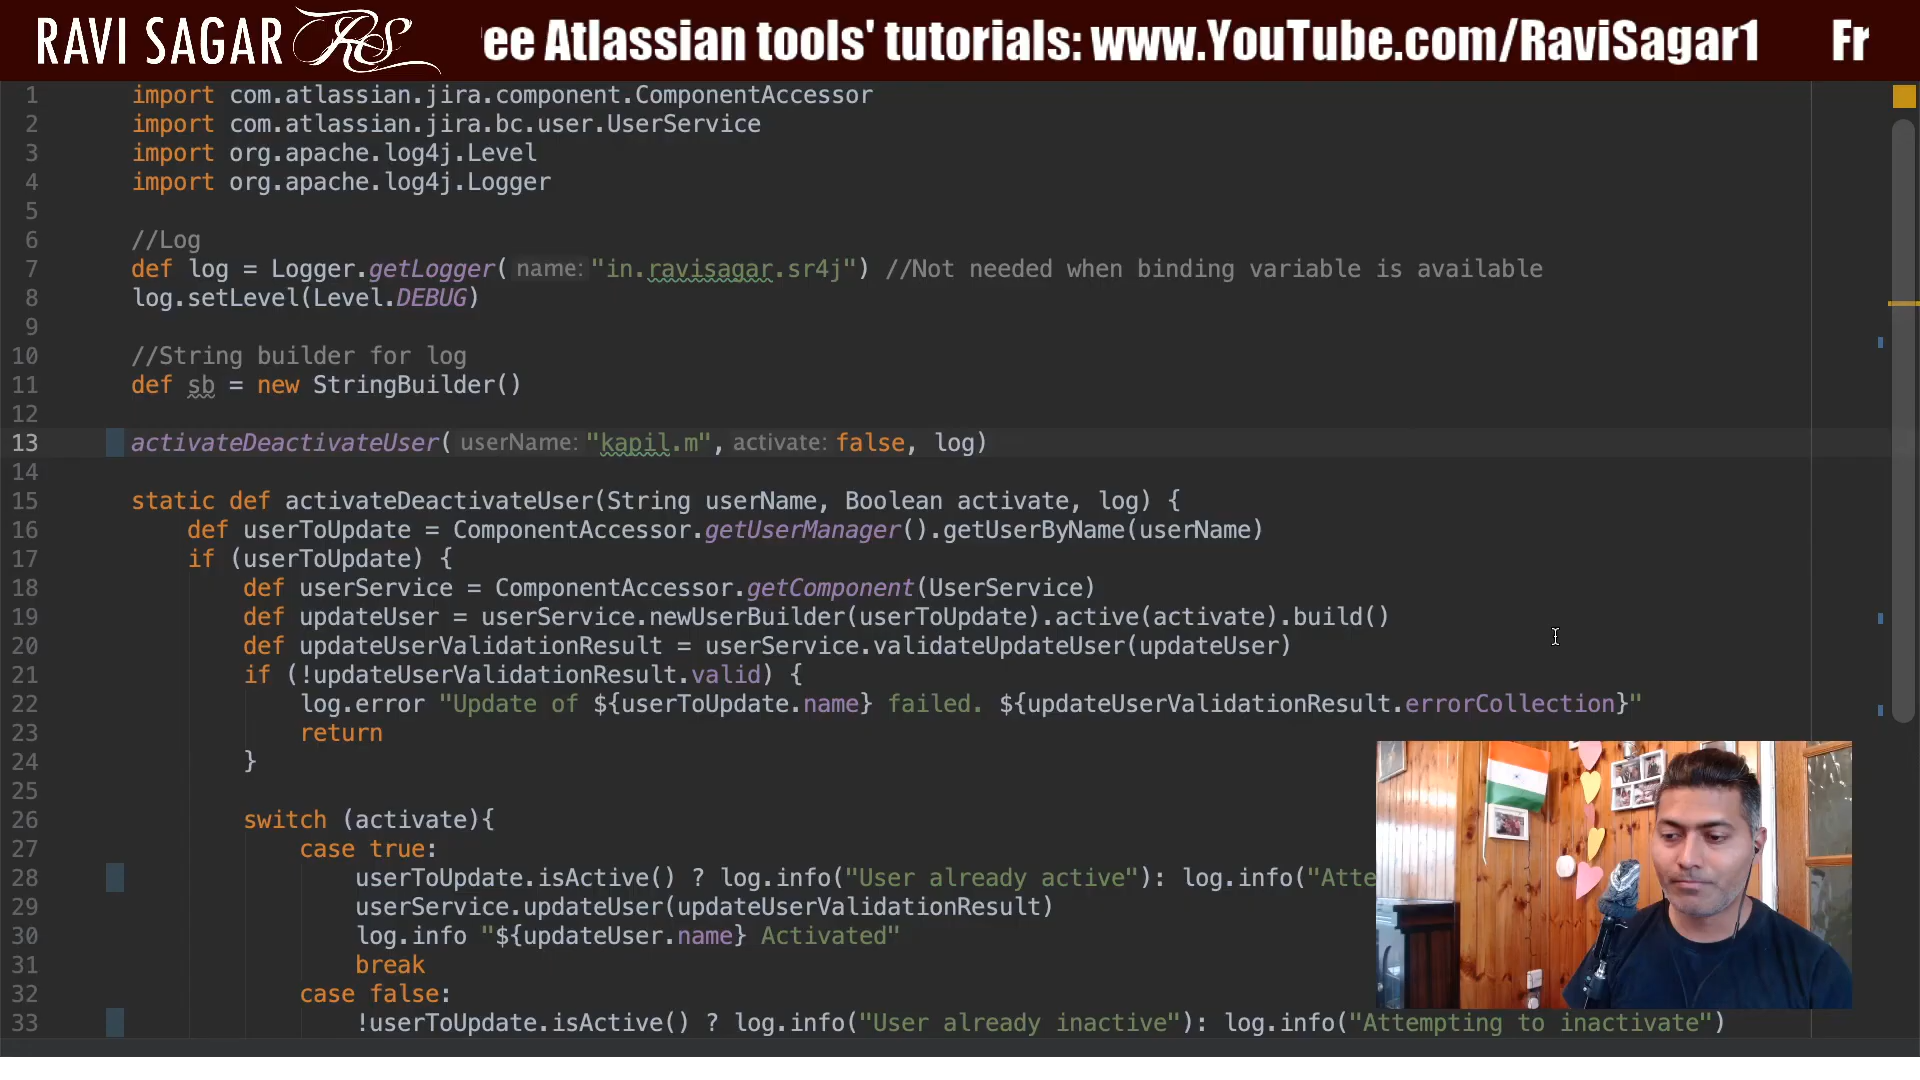 RAVI SAGAR RS ee Atlassian tools' tutorials: www.YouTube.com/RaviSagar1 Fr
1 import com.atlassian.jira.component.ComponentAccessor
2 import com.atlassian.jira.bc.user.UserService
3 import org.apache.log4j.Level
4 import org.apache.log4j.Logger
5
6 //Log
7 def log = Logger.getLogger( name: "in.ravisagar.sr4j") //Not needed when binding variable is available
8 log.setLevel(Level.DEBUG)
9
10 //String builder for log
11 def sb = new StringBuilder()
12
13 activateDeactivateUser( userName: "kapil.m", activate: false, log)
14
15 static def activateDeactivateUser(String userName, Boolean activate, log) {
16 def userToUpdate = ComponentAccessor.getUserManager().getUserByName(userName)
17 if (userToUpdate) {
18 def userService = ComponentAccessor.getComponent(UserService)
19 def updateUser = userService.newUserBuilder(userToUpdate).active(activate).build()
20 def updateUserValidationResult = userService.validateUpdateUser(updateUser)
21 if (!updateUserValidationResult.valid) {
22 log.error "Update of ${userToUpdate.name} failed. ${updateUserValidationResult.errorCollection}"
23 return
24 }
25
26 switch (activate){
27 case true:
28 userToUpdate.isActive() ? log.info("User already active"): log.info("Atte
29 userService.updateUser(updateUserValidationResult)
30 log.info "${updateUser.name} Activated"
31 break
32 case false:
33 !userToUpdate.isActive() ? log.info("User already inactive"): log.info("Attempting to inactivate")